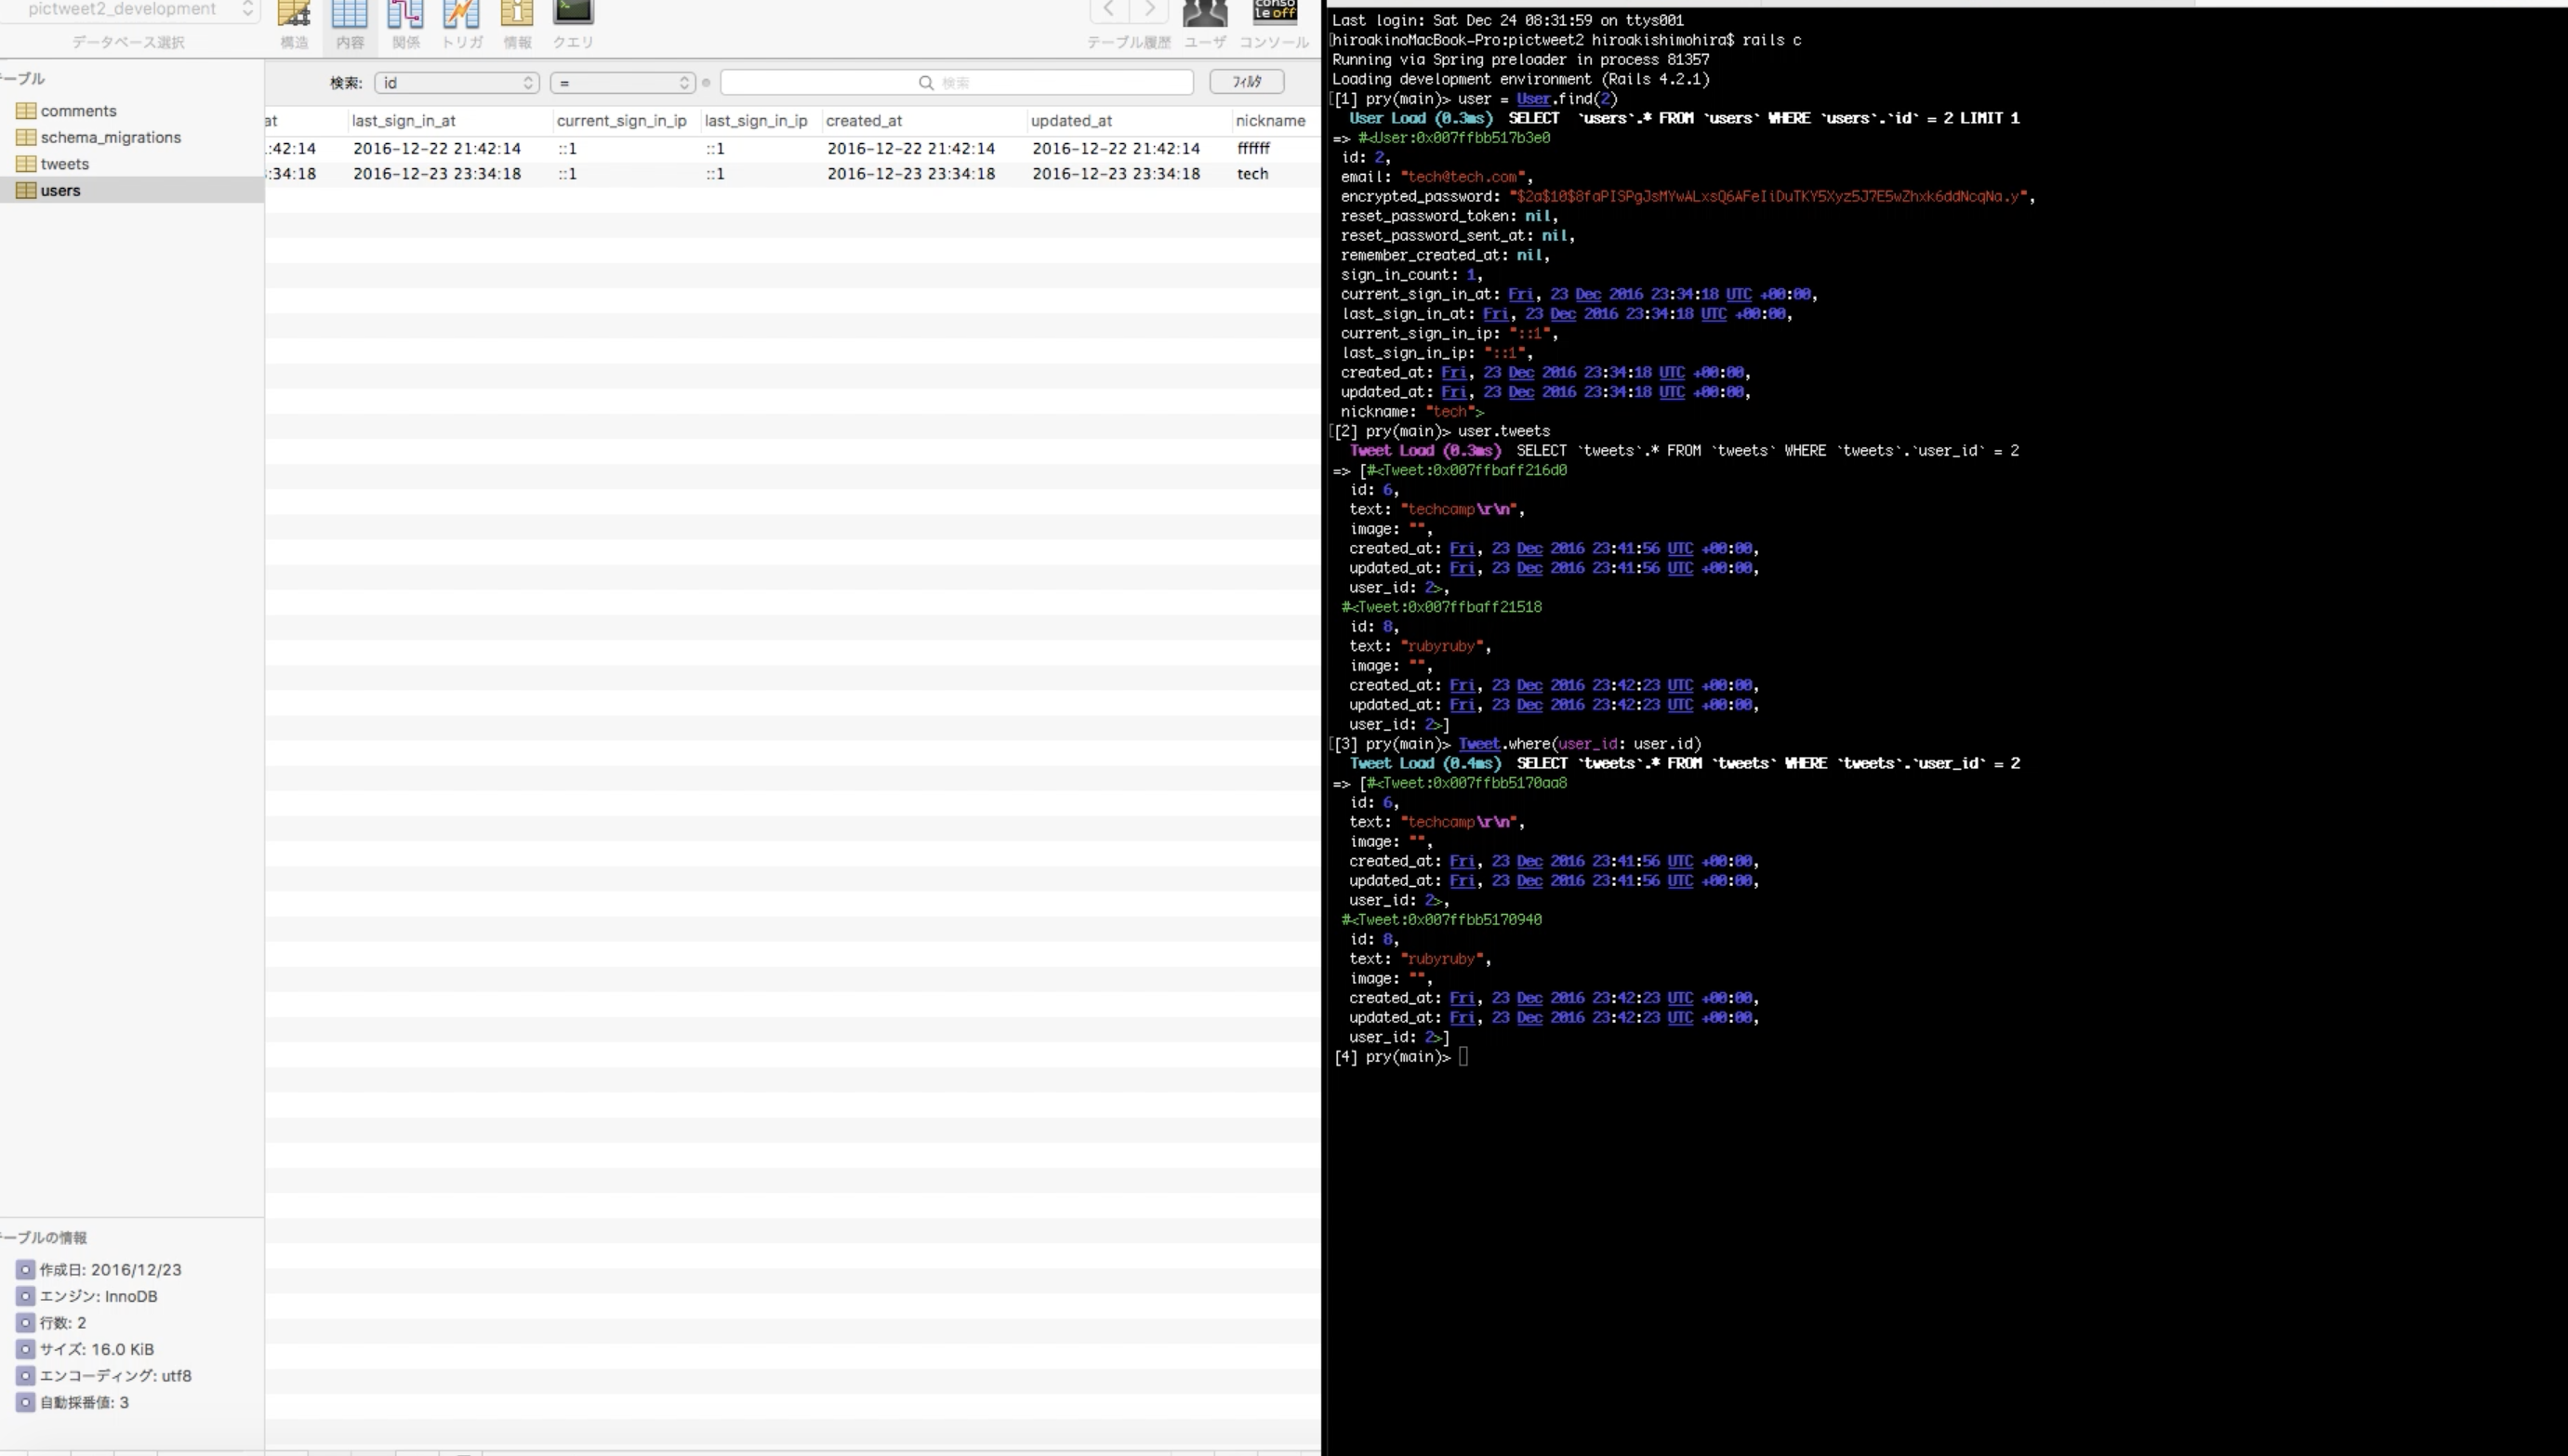 pictweet2_development
データベース選択
構造 内容 関係 トリガ 情報 クエリ
conso
le off
テーブル履歴 ユーザ コンソール
ーブル
comments
schema_migrations
tweets
users
検索: id = 検索 フィルタ
at last_sign_in_at current_sign_in_ip last_sign_in_ip created_at updated_at nickname
:42:14 2016-12-22 21:42:14 ::1 ::1 2016-12-22 21:42:14 2016-12-22 21:42:14 ffffff
:34:18 2016-12-23 23:34:18 ::1 ::1 2016-12-23 23:34:18 2016-12-23 23:34:18 tech
ーブルの情報
作成日: 2016/12/23
エンジン: InnoDB
行数: 2
サイズ: 16.0 KiB
エンコーディング: utf8
自動採番値: 3
Last login: Sat Dec 24 08:31:59 on ttys001
[hiroakinoMacBook-Pro:pictweet2 hiroakishimohira$ rails c
Running via Spring preloader in process 81357
Loading development environment (Rails 4.2.1)
[[1] pry(main)> user = User.find(2)
User Load (0.3ms) SELECT `users`.* FROM `users` WHERE `users`.`id` = 2 LIMIT 1
=> #<User:0x007ffbb517b3e0
id: 2,
email: "tech@tech.com",
encrypted_password: "$2a$10$8faPISPgJsMYwALxsQ6AFeIiDuTKY5Xyz5J7E5wZhxk6ddNcqNa.y",
reset_password_token: nil,
reset_password_sent_at: nil,
remember_created_at: nil,
sign_in_count: 1,
current_sign_in_at: Fri, 23 Dec 2016 23:34:18 UTC +00:00,
last_sign_in_at: Fri, 23 Dec 2016 23:34:18 UTC +00:00,
current_sign_in_ip: "::1",
last_sign_in_ip: "::1",
created_at: Fri, 23 Dec 2016 23:34:18 UTC +00:00,
updated_at: Fri, 23 Dec 2016 23:34:18 UTC +00:00,
nickname: "tech">
[[2] pry(main)> user.tweets
Tweet Load (0.3ms) SELECT `tweets`.* FROM `tweets` WHERE `tweets`.`user_id` = 2
=> [#<Tweet:0x007ffbaff216d0
id: 6,
text: "techcamp\r\n",
image: "",
created_at: Fri, 23 Dec 2016 23:41:56 UTC +00:00,
updated_at: Fri, 23 Dec 2016 23:41:56 UTC +00:00,
user_id: 2>,
#<Tweet:0x007ffbaff21518
id: 8,
text: "rubyruby",
image: "",
created_at: Fri, 23 Dec 2016 23:42:23 UTC +00:00,
updated_at: Fri, 23 Dec 2016 23:42:23 UTC +00:00,
user_id: 2>]
[[3] pry(main)> Tweet.where(user_id: user.id)
Tweet Load (0.4ms) SELECT `tweets`.* FROM `tweets` WHERE `tweets`.`user_id` = 2
=> [#<Tweet:0x007ffbb5170aa8
id: 6,
text: "techcamp\r\n",
image: "",
created_at: Fri, 23 Dec 2016 23:41:56 UTC +00:00,
updated_at: Fri, 23 Dec 2016 23:41:56 UTC +00:00,
user_id: 2>,
#<Tweet:0x007ffbb5170940
id: 8,
text: "rubyruby",
image: "",
created_at: Fri, 23 Dec 2016 23:42:23 UTC +00:00,
updated_at: Fri, 23 Dec 2016 23:42:23 UTC +00:00,
user_id: 2>]
[4] pry(main)>